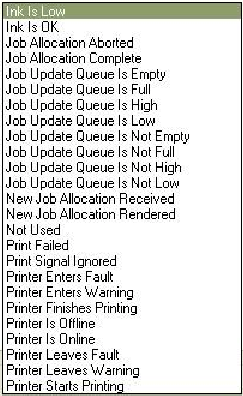 Ink Is Low
Ink Is OK
Job Allocation Aborted
Job Allocation Complete
Job Update Queue Is Empty
Job Update Queue Is Full
Job Update Queue Is High
Job Update Queue Is Low
Job Update Queue Is Not Empty
Job Update Queue Is Not Full
Job Update Queue Is Not High
Job Update Queue Is Not Low
New Job Allocation Received
New Job Allocation Rendered
Not Used
Print Failed
Print Signal Ignored
Printer Enters Fault
Printer Enters Warning
Printer Finishes Printing
Printer Is Offline
Printer Is Online
Printer Leaves Fault
Printer Leaves Warning
Printer Starts Printing